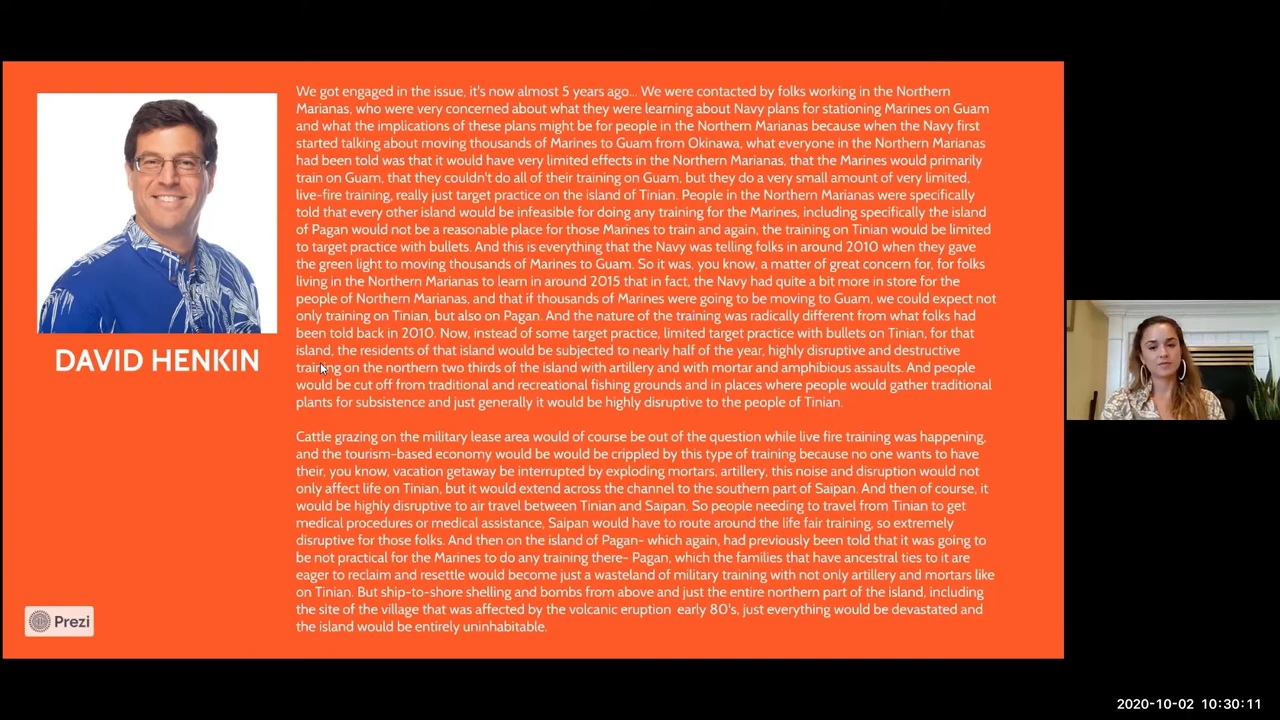 We got engaged in the issue, it's now almost 5 years ago... We were contacted by folks working in the Northern
Marianas, who were very concerned about what they were learning about Navy plans for stationing Marines on Guam
and what the implications of these plans might be for people in the Northern Marianas because when the Navy first
started talking about moving thousands of Marines to Guam from Okinawa, what everyone in the Northern Marianas
had been told was that it would have very limited effects in the Northern Marianas, that the Marines would primarily
train on Guam, that they couldn't do all of their training on Guam, but they do a very small amount of very limited,
live-fire training, really just target practice on the island of Tinian. People in the Northern Marianas were specifically
told that every other island would be infeasible for doing any training for the Marines, including specifically the island
of Pagan would not be a reasonable place for those Marines to train and again, the training on Tinian would be limited
to target practice with bullets. And this is everything that the Navy was telling folks in around 2010 when they gave
the green light to moving thousands of Marines to Guam. So it was, you know, a matter of great concern for, for folks
living in the Northern Marianas to learn in around 2015 that in fact, the Navy had quite a bit more in store for the
people of Northern Marianas, and that if thousands of Marines were going to be moving to Guam, we could expect not
only training on Tinian, but also on Pagan. And the nature of the training was radically different from what folks had
been told back in 2010. Now, instead of some target practice, limited target practice with bullets on Tinian, for that
island, the residents of that island would be subjected to nearly half of the year, highly disruptive and destructive
training on the northern two thirds of the island with artillery and with mortar and amphibious assaults. And people
would be cut off from traditional and recreational fishing grounds and in places where people would gather traditional
plants for subsistence and just generally it would be highly disruptive to the people of Tinian.
DAVID HENKIN
Cattle grazing on the military lease area would of course be out of the question while live fire training was happening,
and the tourism-based economy would be would be crippled by this type of training because no one wants to have
their, you know, vacation getaway be interrupted by exploding mortars, artillery, this noise and disruption would not
only affect life on Tinian, but it would extend across the channel to the southern part of Saipan. And then of course, it
would be highly disruptive to air travel between Tinian and Saipan. So people needing to travel from Tinian to get
medical procedures or medical assistance, Saipan would have to route around the life fair training, so extremely
disruptive for those folks. And then on the island of Pagan- which again, had previously been told that it was going to
be not practical for the Marines to do any training there- Pagan, which the families that have ancestral ties to it are
eager to reclaim and resettle would become just a wasteland of military training with not only artillery and mortars like
on Tinian. But ship-to-shore shelling and bombs from above and just the entire northern part of the island, including
the site of the village that was affected by the volcanic eruption early 80's, just everything would be devastated and
the island would be entirely uninhabitable.
Prezi
2020-10-02 10:30:11